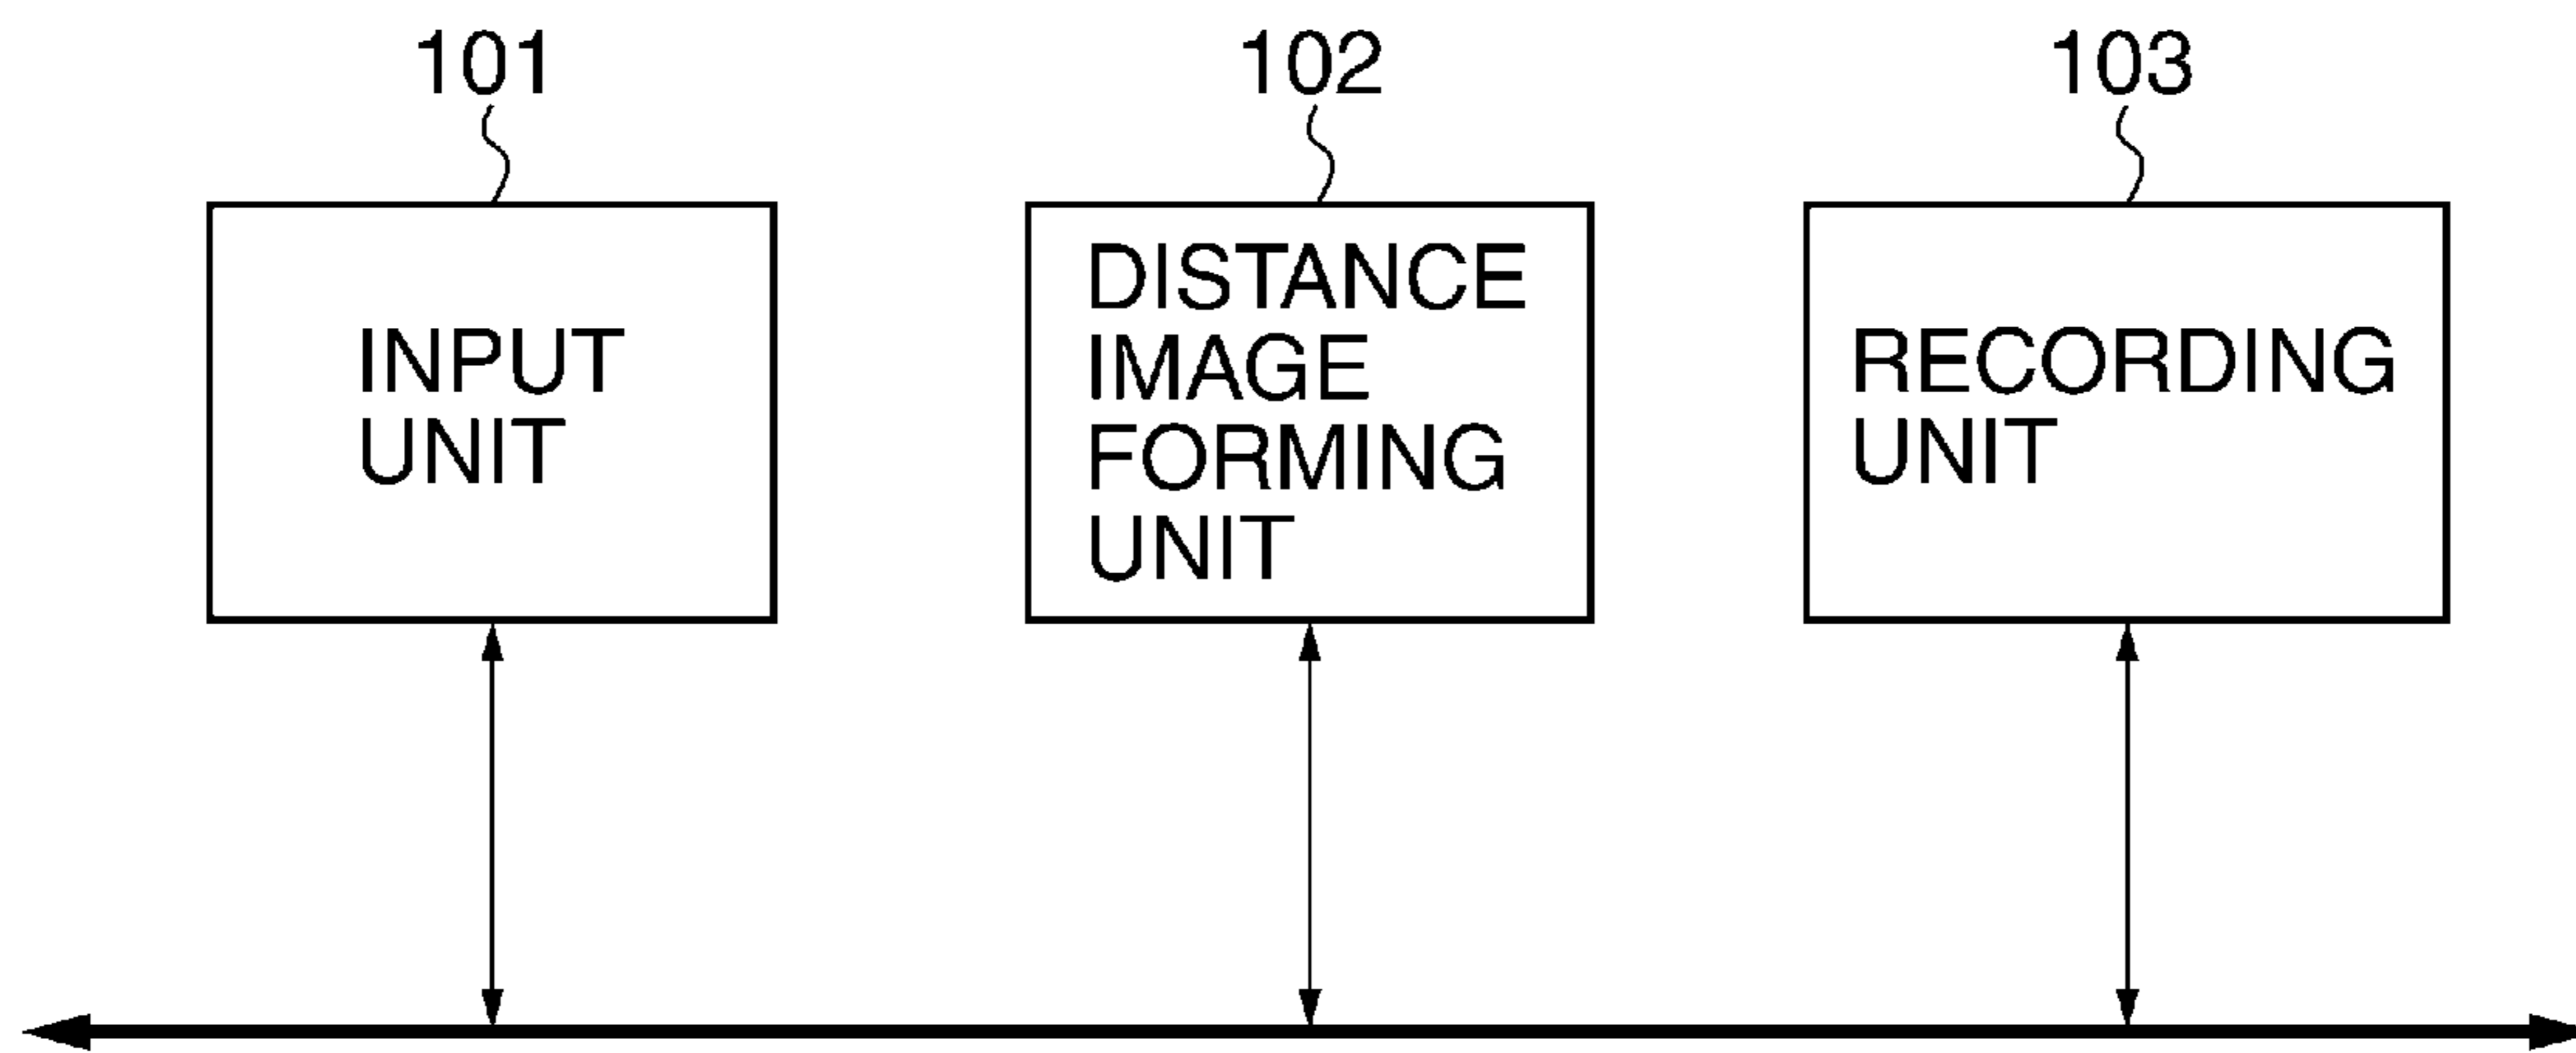 101
102
103
INPUT
UNIT
DISTANCE
IMAGE
FORMING
UNIT
RECORDING
UNIT